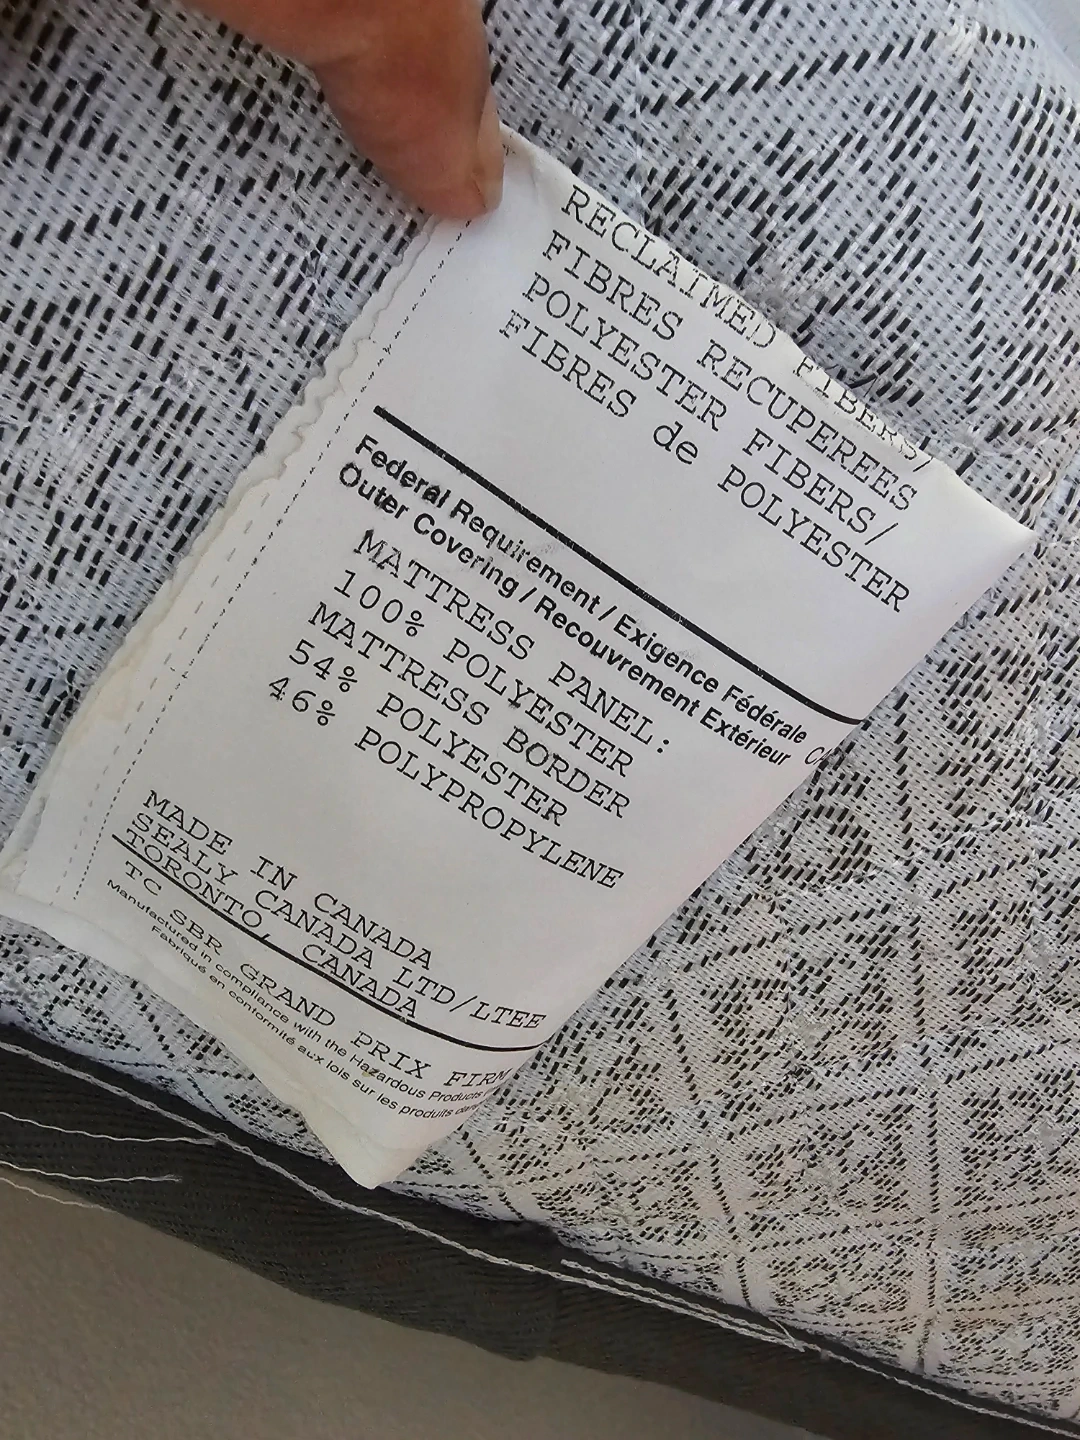 RECLAIMED FIBERS/
FIBRES RECUPEREES
POLYESTER FIBERS/
FIBRES de POLYESTER
Federal Requirement / Exigence Fédérale
Outer Covering / Recouvrement Extérieur
MATTRESS PANEL:
100% POLYESTER
MATTRESS BORDER
54% POLYESTER
46% POLYPROPYLENE
MADE IN CANADA
SEALY CANADA LTD/LTEE
TORONTO, CANADA
TC SBR GRAND PRIX FIRM
Manufactured in compliance with the Hazardous Products
Fabriqué en conformité aux lois sur les produits